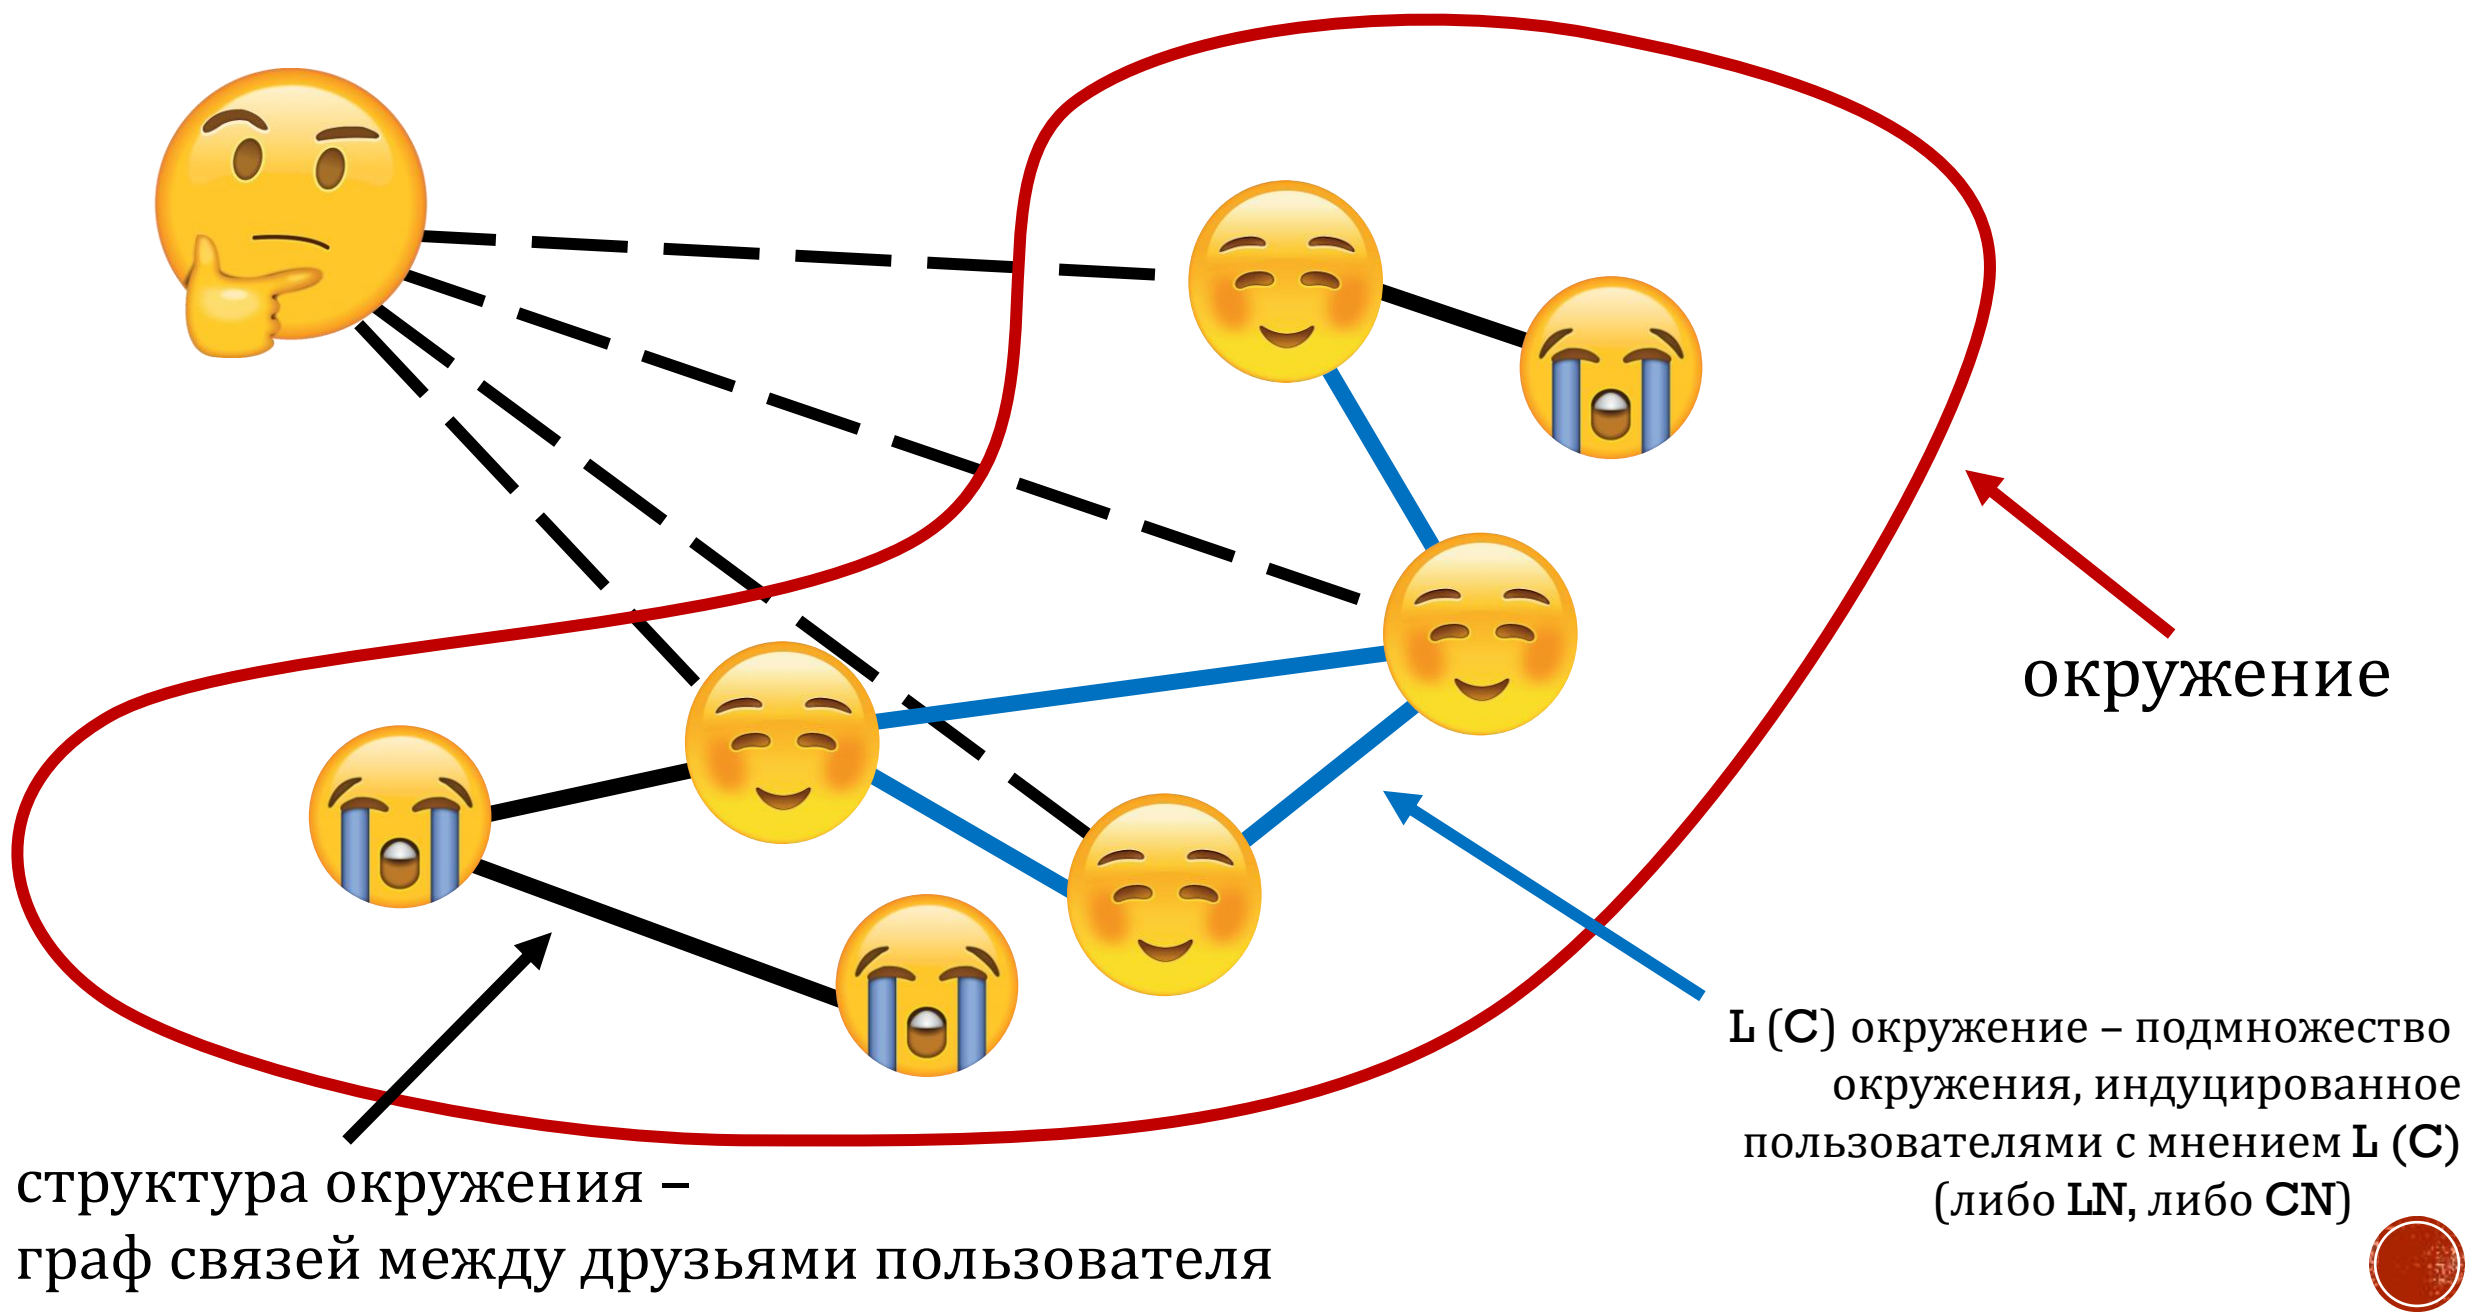 окружение
L (C) окружение – подмножество
окружения, индуцированное
пользователями с мнением L (C)
(либо LN, либо CN)
структура окружения –
граф связей между друзьями пользователя